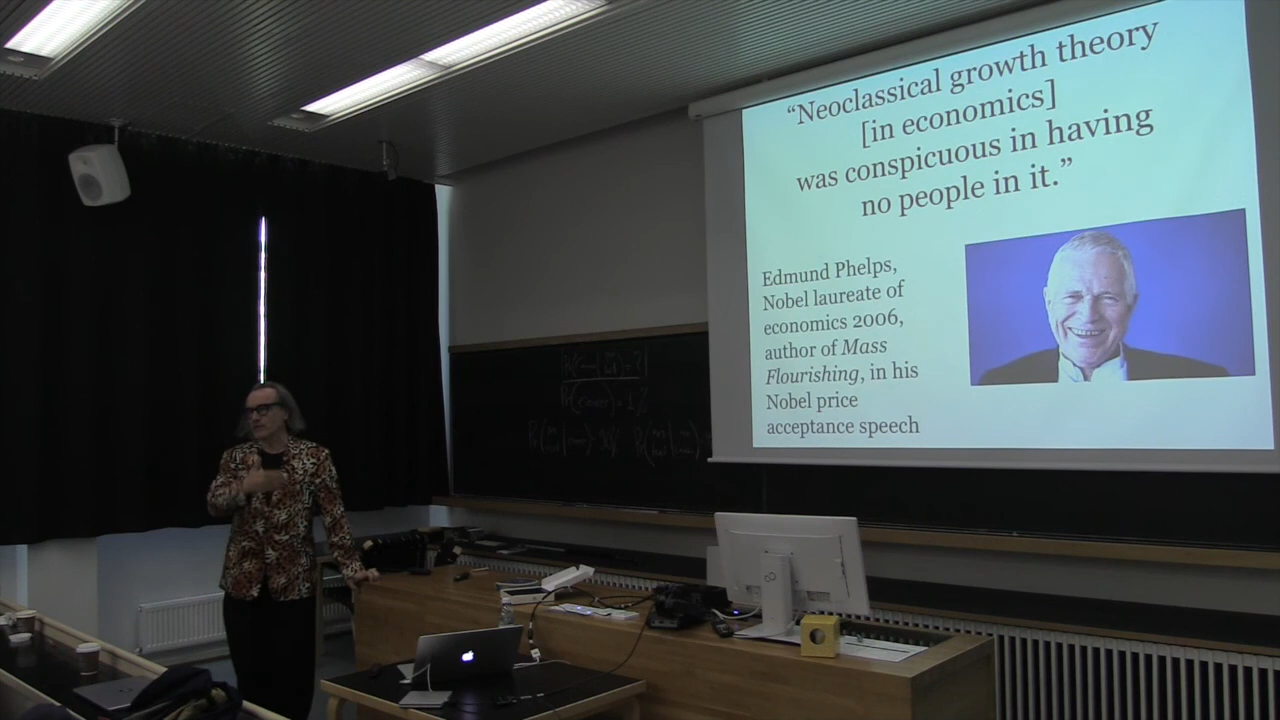 “Neoclassical growth theory
[in economics]
was conspicuous in having
no people in it.”
Edmund Phelps,
Nobel laureate of
economics 2006,
author of Mass
Flourishing, in his
Nobel price
acceptance speech